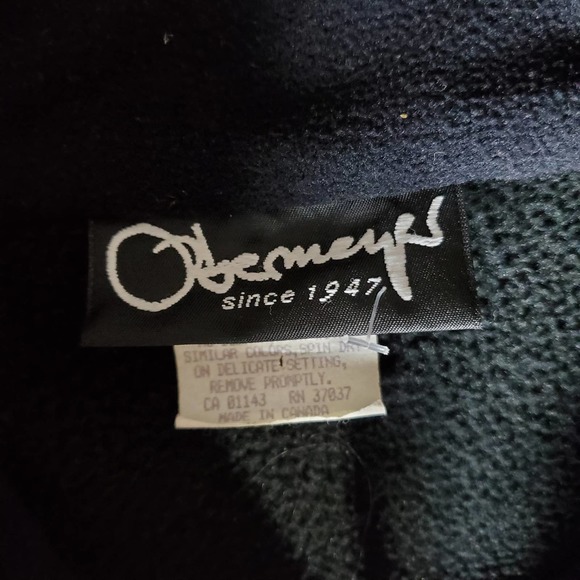 Obermeyer
since 1947
SIMILAR COLORS, SPIN DRY
ON DELICATE SETTING,
REMOVE PROMPTLY.
CA 01143 RN 37037
MADE IN CANADA